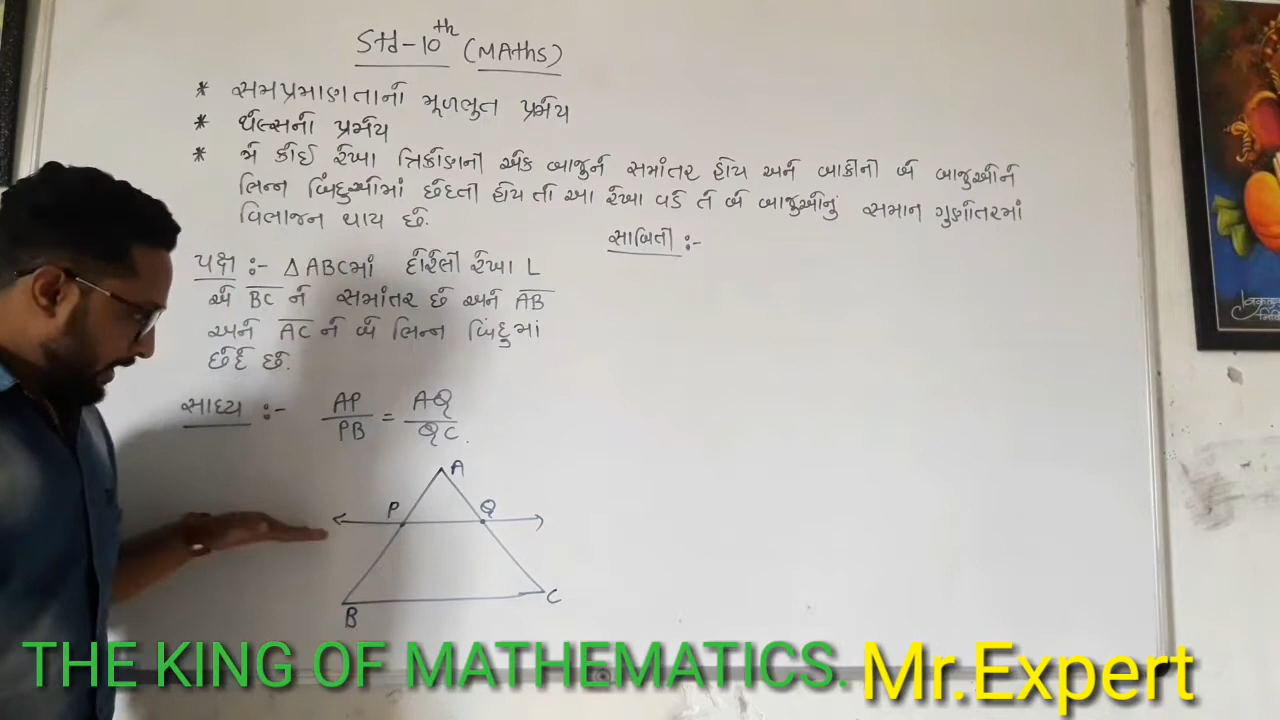 Std-10th (MAths)
* સમપ્રમાણતાનો મૂળભુત પ્રમેય
* થેલ્સનો પ્રમેય
* જો કોઈ રેખા ત્રિકોણની એક બાજુને સમાંતર હોય અને બાકીની બે બાજુઓને
ભિન્ન બિંદુઓમાં છેદતી હોય તો આ રેખા વડે તે બે બાજુઓનું સમાન ગુણોતરમાં
વિભાજન થાય છે.
સાબિતી :-
પક્ષ :- △ABCમાં દોરેલી રેખા L
એ BC ને સમાંતર છે અને AB
અને AC ને બે ભિન્ન બિંદુમાં
છેદે છે.
સાધ્ય :- AP/PB = AQ/QC.
A
P Q
B C
THE KING OF MATHEMATICS. Mr.Expert